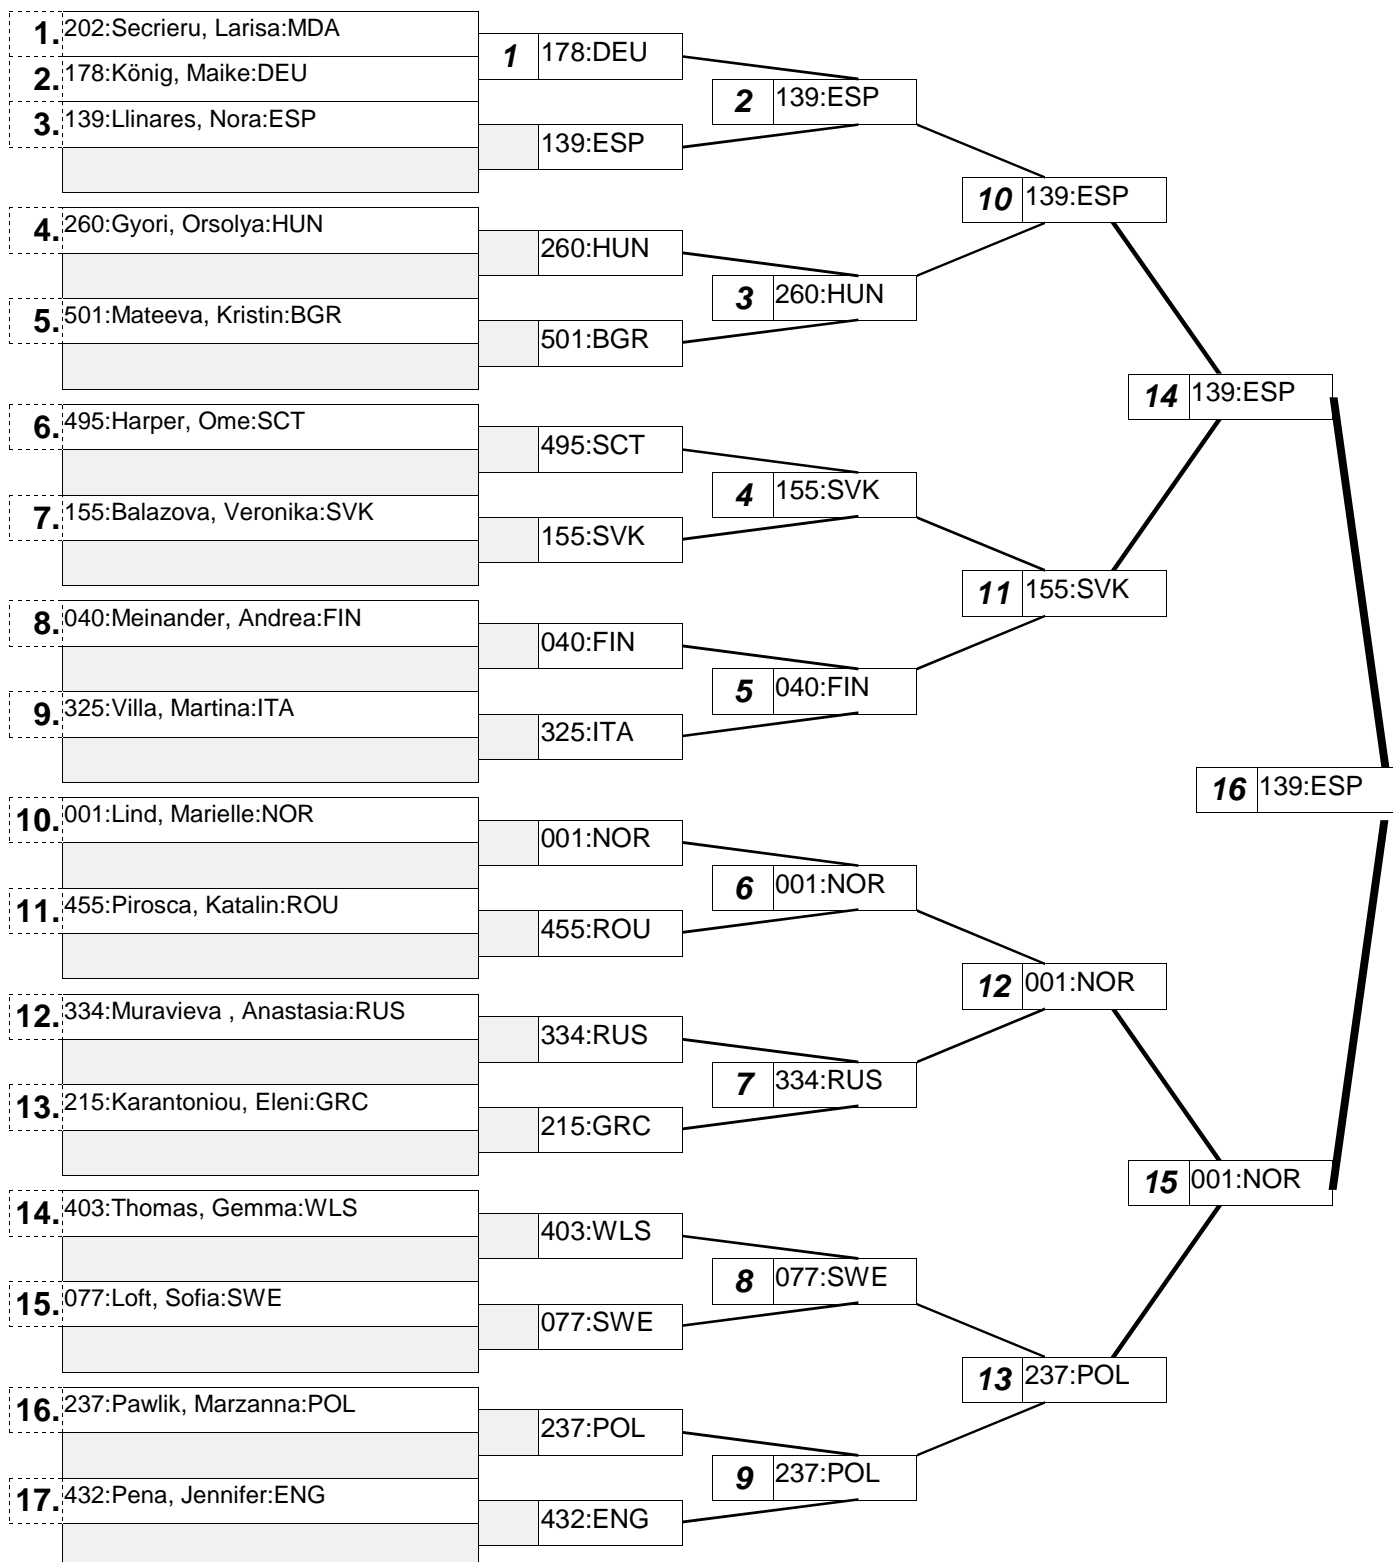 1. 202:Secrieru, Larisa:MDA
1 178:DEU
2. 178:König, Maike:DEU
2 139:ESP
3. 139:Llinares, Nora:ESP
139:ESP
10 139:ESP
4. 260:Gyori, Orsolya:HUN
260:HUN
3 260:HUN
5. 501:Mateeva, Kristin:BGR
501:BGR
14 139:ESP
6. 495:Harper, Ome:SCT
495:SCT
4 155:SVK
7. 155:Balazova, Veronika:SVK
155:SVK
11 155:SVK
8. 040:Meinander, Andrea:FIN
040:FIN
5 040:FIN
9. 325:Villa, Martina:ITA
325:ITA
16 139:ESP
10. 001:Lind, Marielle:NOR
001:NOR
6 001:NOR
11. 455:Pirosca, Katalin:ROU
455:ROU
12 001:NOR
12. 334:Muravieva , Anastasia:RUS
334:RUS
7 334:RUS
13. 215:Karantoniou, Eleni:GRC
215:GRC
15 001:NOR
14. 403:Thomas, Gemma:WLS
403:WLS
8 077:SWE
15. 077:Loft, Sofia:SWE
077:SWE
13 237:POL
16. 237:Pawlik, Marzanna:POL
237:POL
9 237:POL
17. 432:Pena, Jennifer:ENG
432:ENG